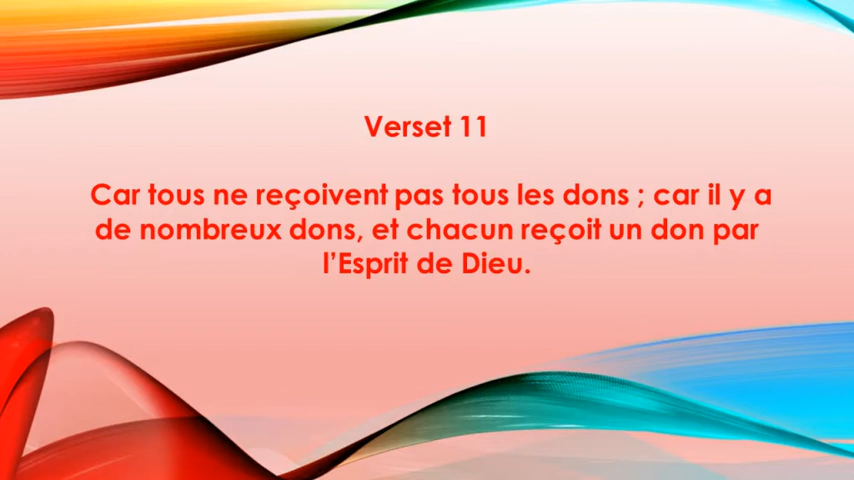 Verset 11
Car tous ne reçoivent pas tous les dons ; car il y a
de nombreux dons, et chacun reçoit un don par
l’Esprit de Dieu.